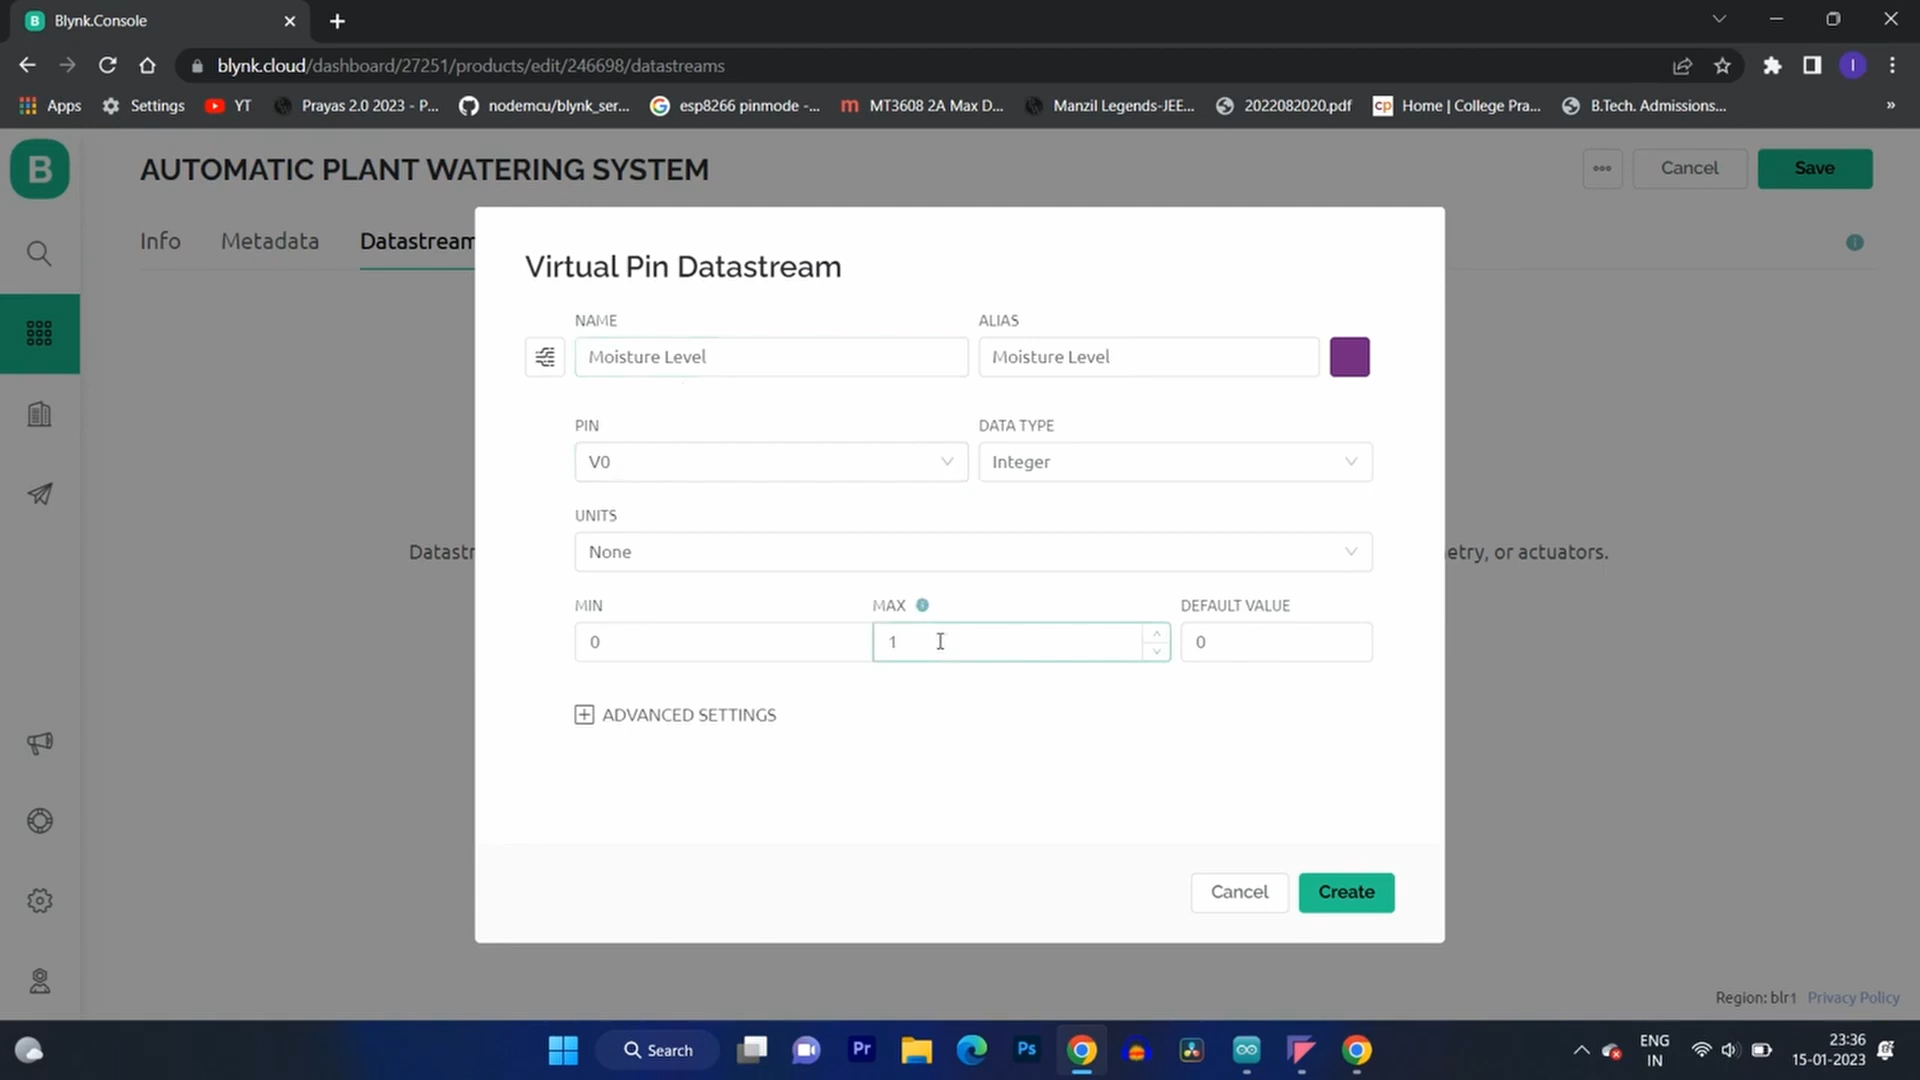 B Blynk.Console
blynk.cloud/dashboard/27251/products/edit/246698/datastreams
I
Apps Settings YT Prayas 2.0 2023 - P... nodemcu/blynk_ser... esp8266 pinmode -... MT3608 2A Max D... Manzil Legends-JEE... 2022082020.pdf cp Home | College Pra... B.Tech. Admissions... »
B
AUTOMATIC PLANT WATERING SYSTEM
Cancel
Save
Info
Metadata
Datastream
Virtual Pin Datastream
NAME
ALIAS
Moisture Level
Moisture Level
PIN
DATA TYPE
V0
Integer
UNITS
None
Datastr
etry, or actuators.
MIN
MAX
DEFAULT VALUE
0
1
0
ADVANCED SETTINGS
Cancel
Create
Region: blr1 Privacy Policy
Search
Pr
Ps
ENG
IN
23:36
15-01-2023